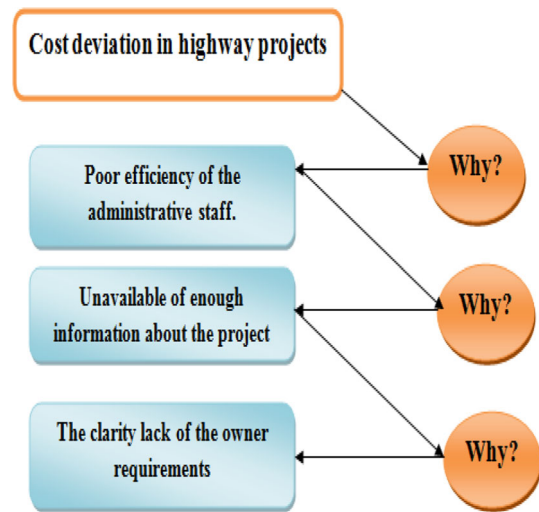 Cost deviation in highway projects
Why?
Poor efficiency of the
administrative staff.
Why?
Unavailable of enough
information about the project
Why?
The clarity lack of the owner
requirements